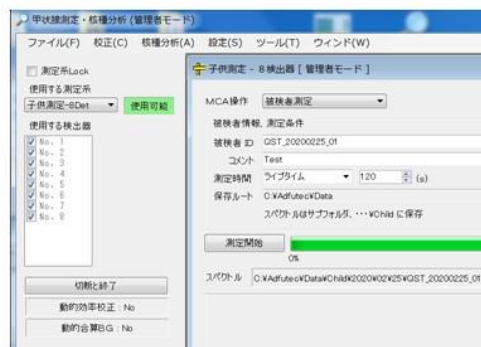 甲状腺測定・核種分析 (管理者モード)
ファイル(F) 校正(C) 核種分析(A) 設定(S) ツール(T) ウィンド(W)
測定系Lock
使用する測定系
子供測定-8Det 使用可能
使用する検出器
No. 1
No. 2
No. 3
No. 4
No. 5
No. 6
No. 7
No. 8
切断と終了
動的効率校正 : No
動的合算BG : No
子供測定 - 8検出器 [ 管理者モード ]
MCA操作 被検者測定
被検者情報, 測定条件
被検者 ID QST_20200225_01
コメント Test
測定時間 ライブタイム 120 (s)
保存ルート C:¥Adfutec¥Data
スペクトルはサブフォルダ, ・・・¥Child に保存
測定開始
0%
スペクトル C:¥Adfutec¥Data¥Child¥2020¥02¥25¥QST_20200225_01